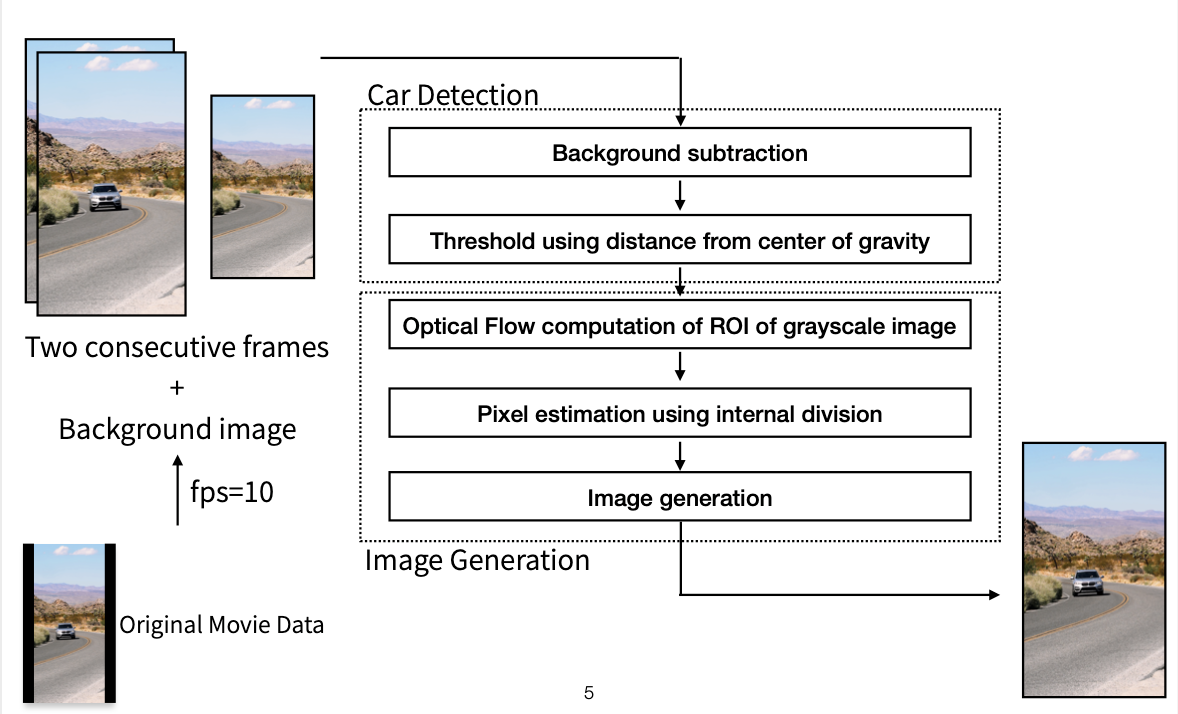 Car Detection
Background subtraction
Threshold using distance from center of gravity
Optical Flow computation of ROI of grayscale image
Pixel estimation using internal division
Image generation
Image Generation
Two consecutive frames
+
Background image
fps=10
Original Movie Data
5